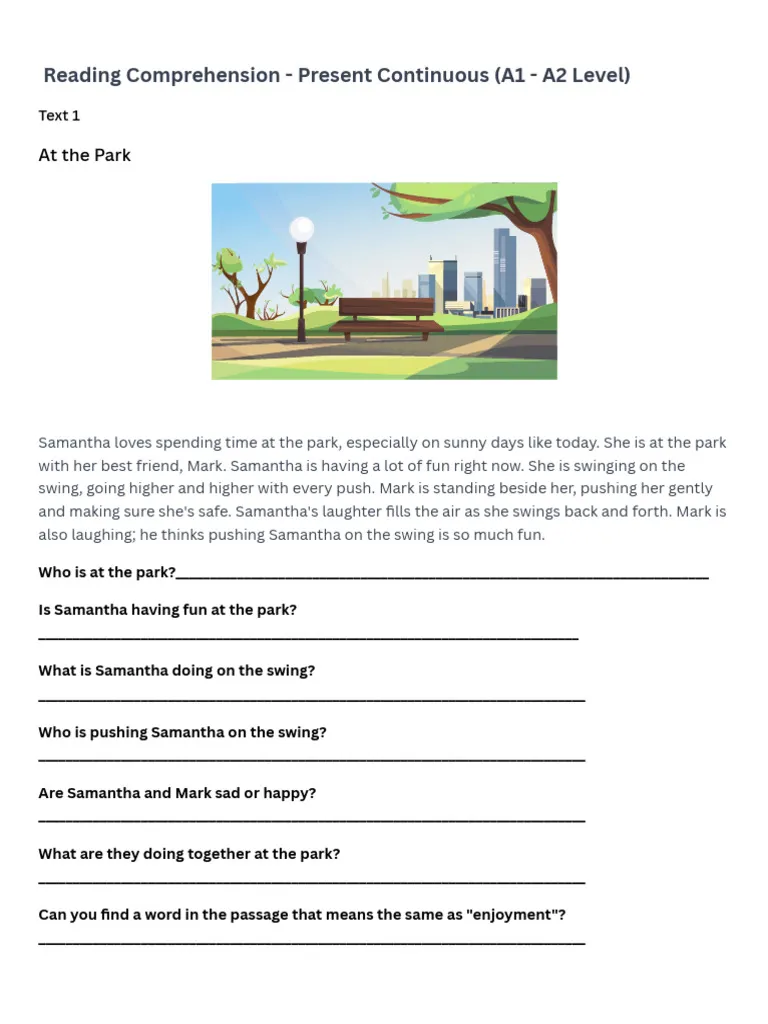 Reading Comprehension - Present Continuous (A1 - A2 Level)
Text 1
At the Park
Samantha loves spending time at the park, especially on sunny days like today. She is at the park
with her best friend, Mark. Samantha is having a lot of fun right now. She is swinging on the
swing, going higher and higher with every push. Mark is standing beside her, pushing her gently
and making sure she's safe. Samantha's laughter fills the air as she swings back and forth. Mark is
also laughing; he thinks pushing Samantha on the swing is so much fun.
Who is at the park?______________________________________________________________
Is Samantha having fun at the park?
______________________________________________________________
What is Samantha doing on the swing?
______________________________________________________________
Who is pushing Samantha on the swing?
______________________________________________________________
Are Samantha and Mark sad or happy?
______________________________________________________________
What are they doing together at the park?
______________________________________________________________
Can you find a word in the passage that means the same as "enjoyment"?
______________________________________________________________